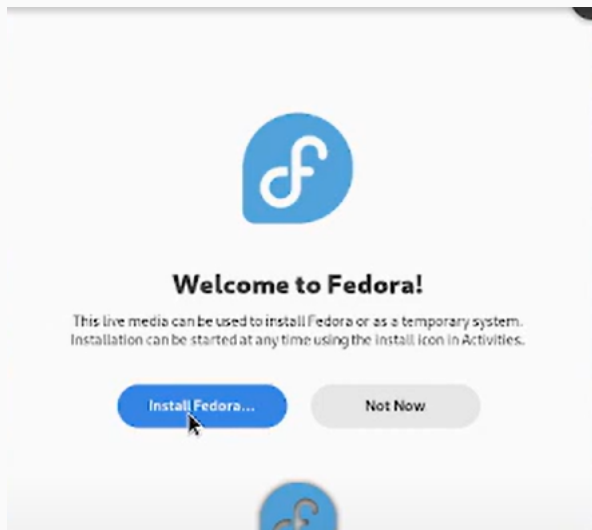 Welcome to Fedora!
This live media can be used to install Fedora or as a temporary system.
Installation can be started at any time using the install icon in Activities.
Install Fedora...
Not Now